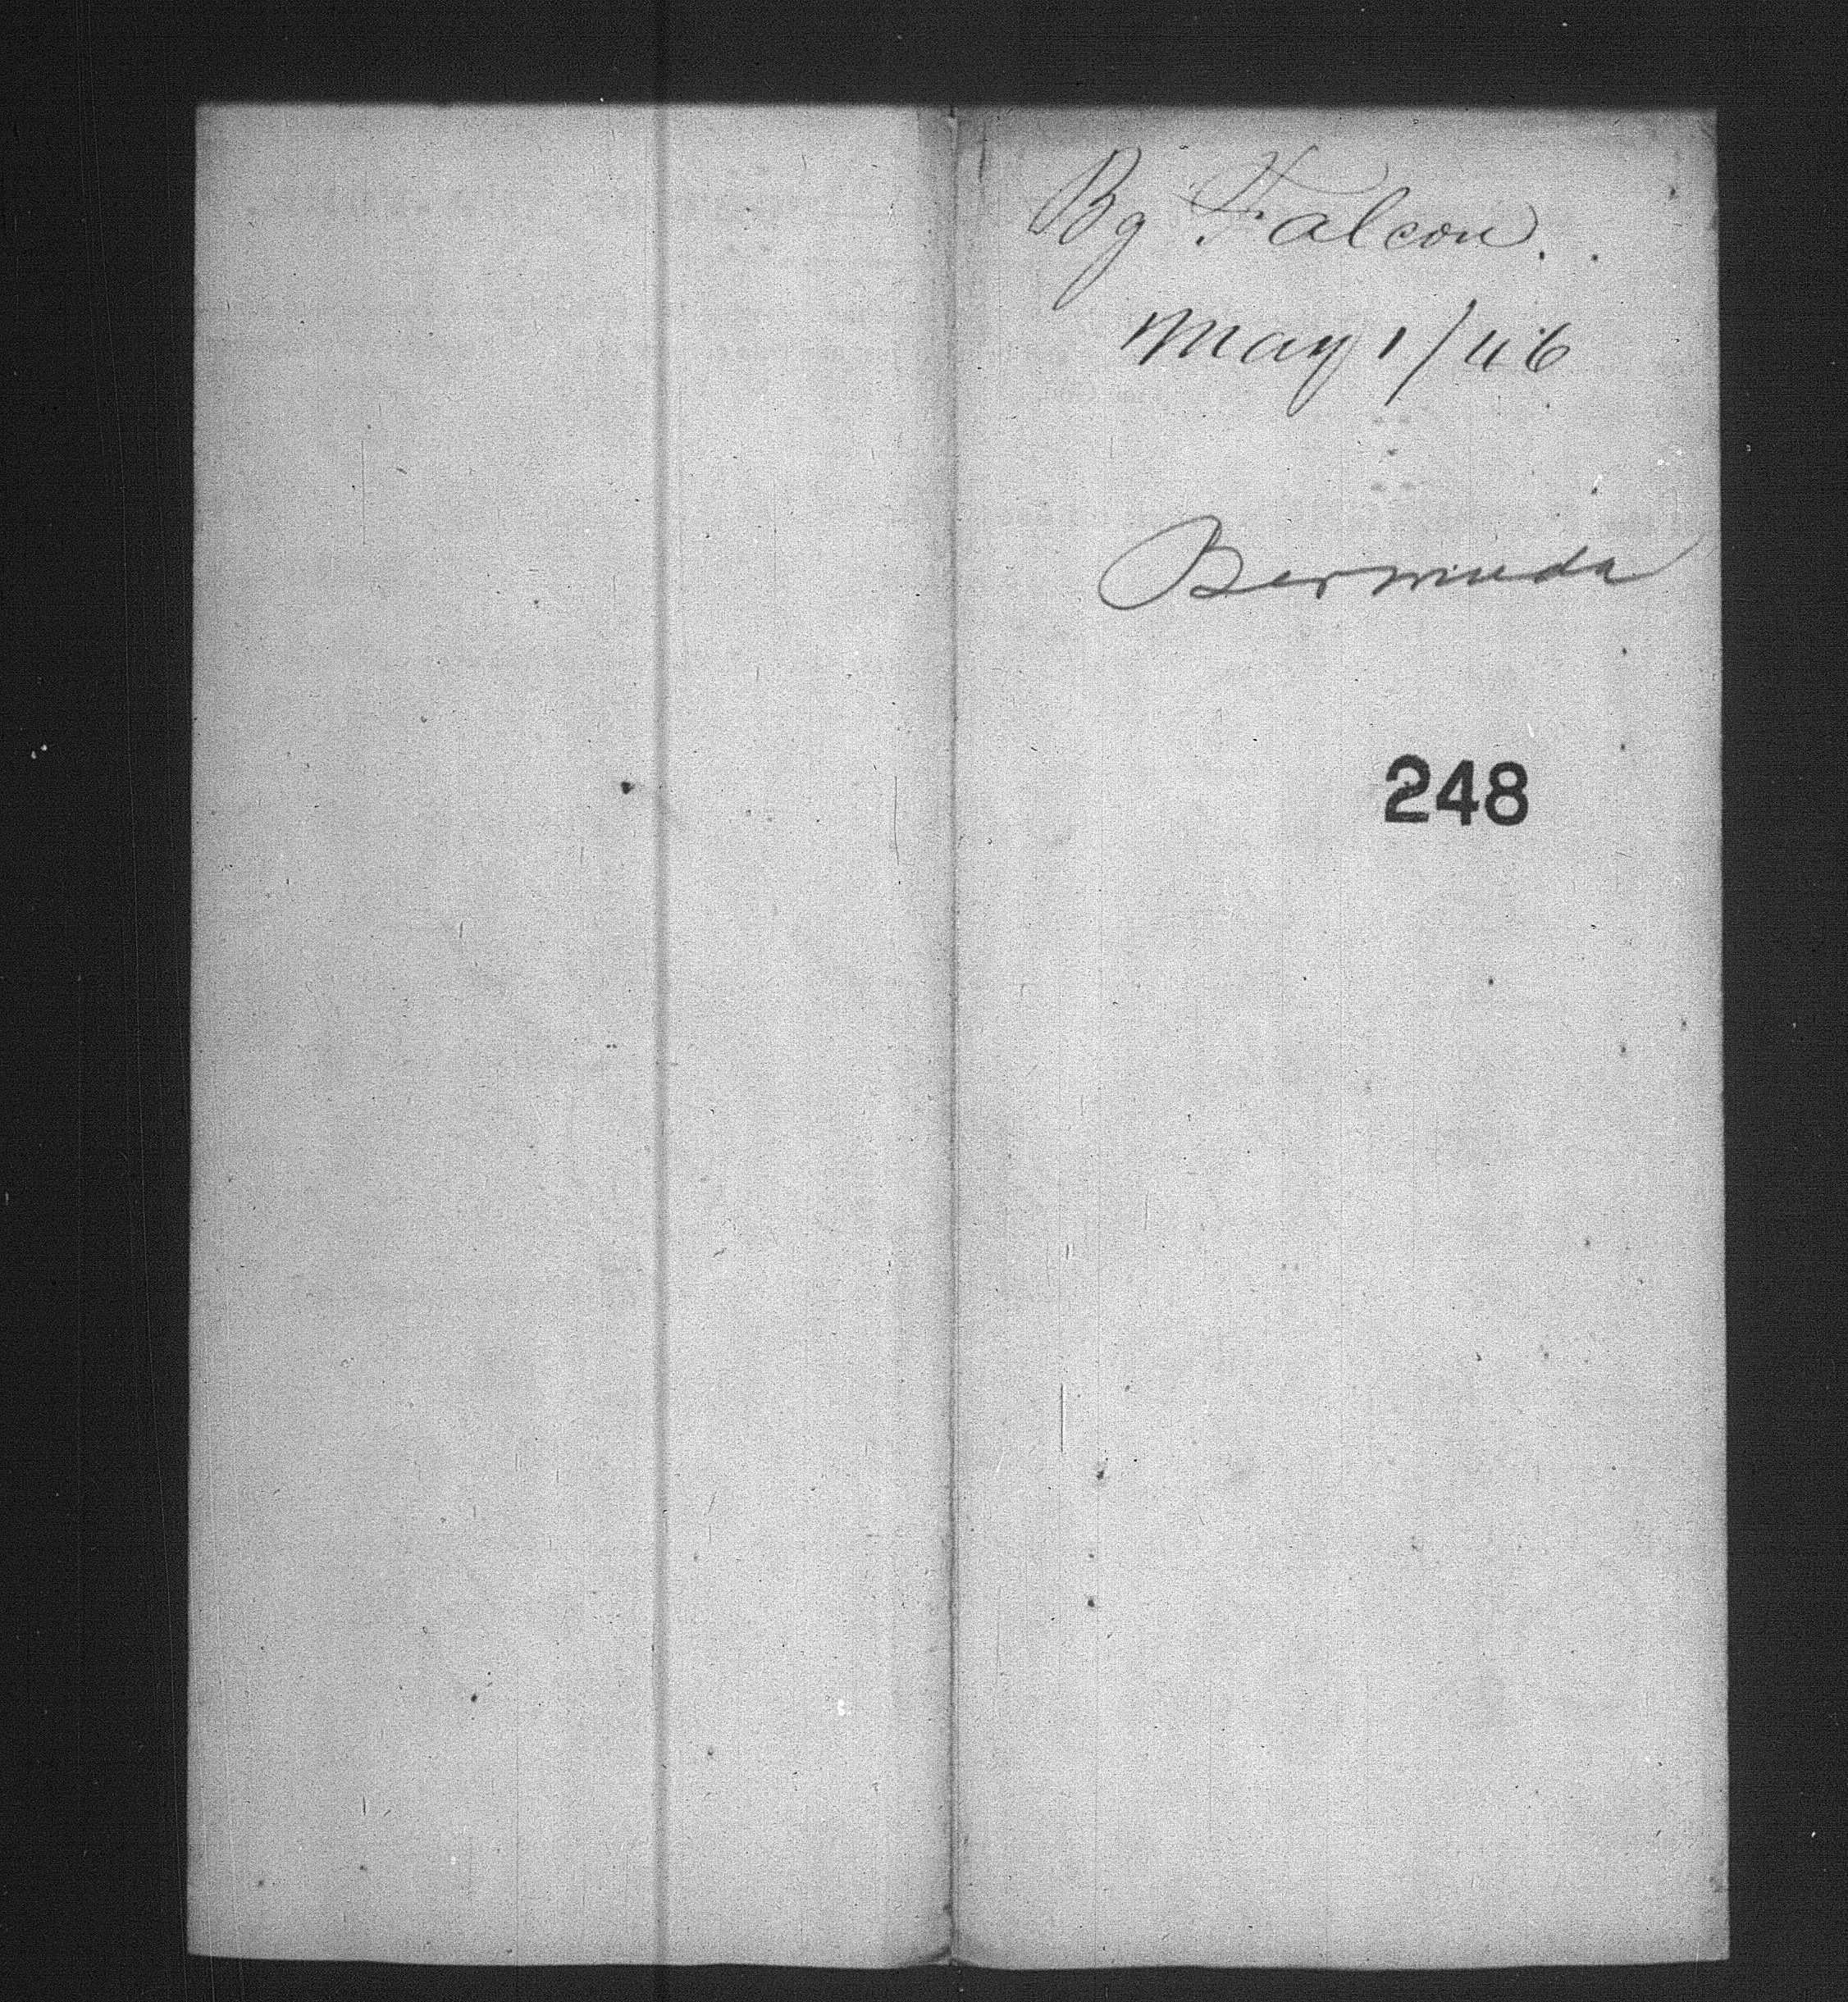 Bg Falcon.
May 1/46
Bermuda
248